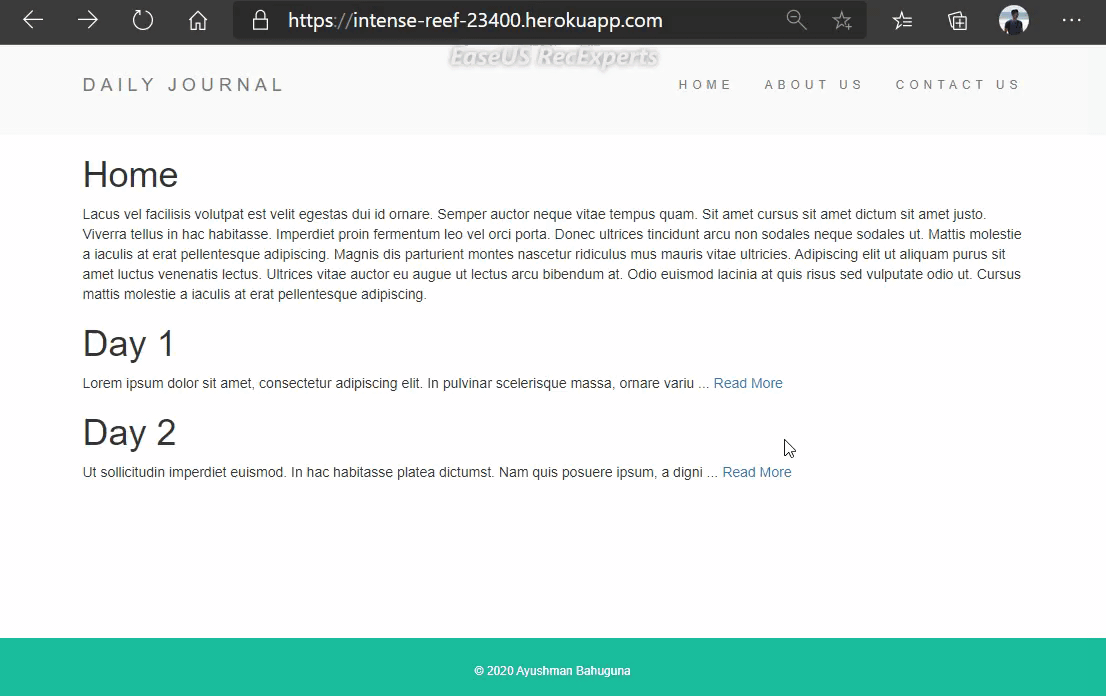 https://intense-reef-23400.herokuapp.com
EaseUS RecExperts
DAILY JOURNAL
HOME
ABOUT US
CONTACT US
Home
Lacus vel facilisis volutpat est velit egestas dui id ornare. Semper auctor neque vitae tempus quam. Sit amet cursus sit amet dictum sit amet justo.
Viverra tellus in hac habitasse. Imperdiet proin fermentum leo vel orci porta. Donec ultrices tincidunt arcu non sodales neque sodales ut. Mattis molestie
a iaculis at erat pellentesque adipiscing. Magnis dis parturient montes nascetur ridiculus mus mauris vitae ultricies. Adipiscing elit ut aliquam purus sit
amet luctus venenatis lectus. Ultrices vitae auctor eu augue ut lectus arcu bibendum at. Odio euismod lacinia at quis risus sed vulputate odio ut. Cursus
mattis molestie a iaculis at erat pellentesque adipiscing.
Day 1
Lorem ipsum dolor sit amet, consectetur adipiscing elit. In pulvinar scelerisque massa, ornare variu ... Read More
Day 2
Ut sollicitudin imperdiet euismod. In hac habitasse platea dictumst. Nam quis posuere ipsum, a digni ... Read More
© 2020 Ayushman Bahuguna